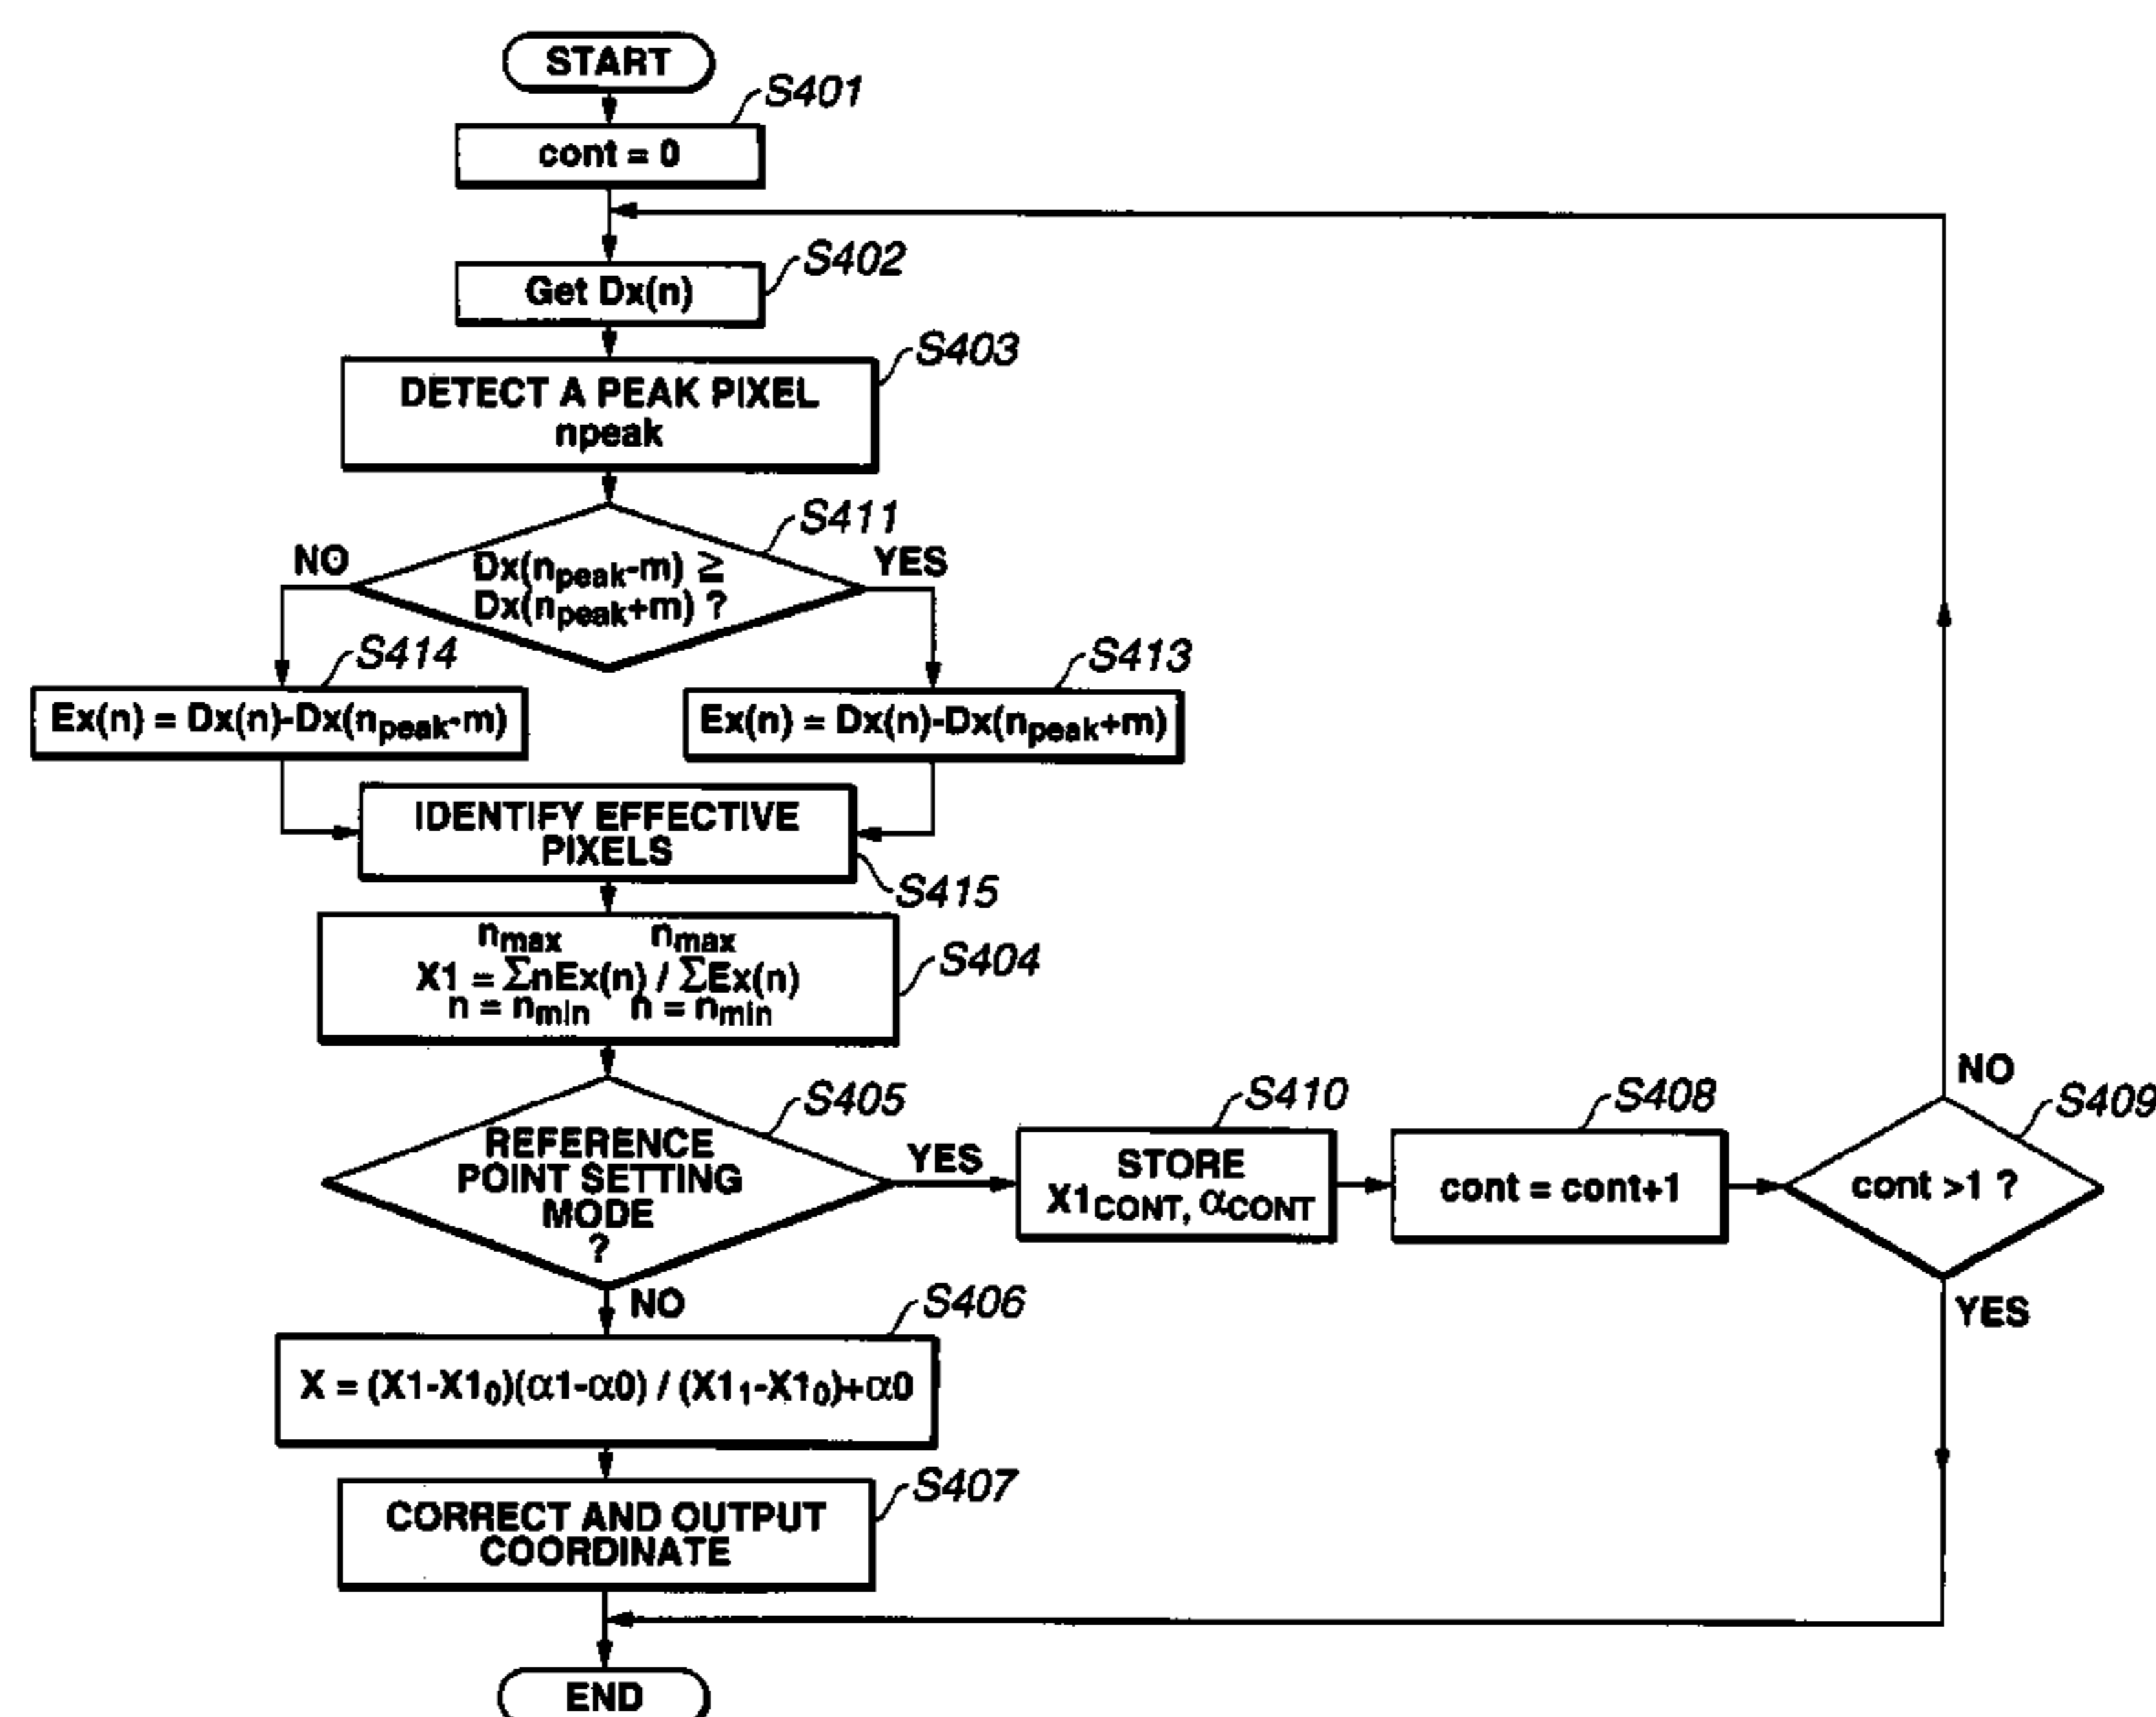 START
S401
cont = 0
S402
Get Dx(n)
S403
DETECT A PEAK PIXEL
npeak
S411
NO
YES
Dx(npeak-m) ≧
Dx(npeak+m) ?
S414
S413
Ex(n) = Dx(n)-Dx(npeak-m)
Ex(n) = Dx(n)-Dx(npeak+m)
IDENTIFY EFFECTIVE
PIXELS
S415
nmax nmax
X1 = ΣnEx(n) / ΣEx(n)
n = nmin n = nmin
S404
S405
REFERENCE
POINT SETTING
MODE
?
YES
S410
STORE
X1CONT, αCONT
S408
cont = cont+1
NO
S409
cont >1 ?
YES
NO
S406
X = (X1-X10)(α1-α0) / (X11-X10)+α0
S407
CORRECT AND OUTPUT
COORDINATE
END